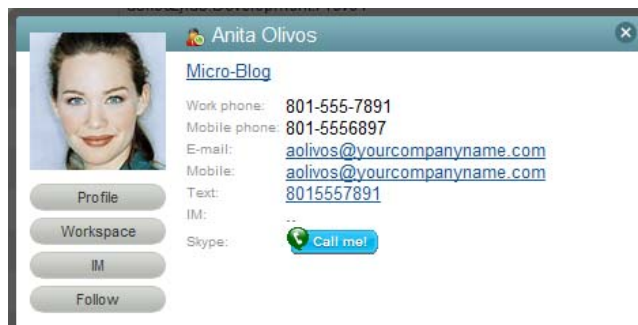 Anita Olivos
Micro-Blog
Work phone: 801-555-7891
Mobile phone: 801-5556897
E-mail: aolivos@yourcompanyname.com
Mobile: aolivos@yourcompanyname.com
Text: 8015557891
IM: --
Skype: Call me!
Profile
Workspace
IM
Follow